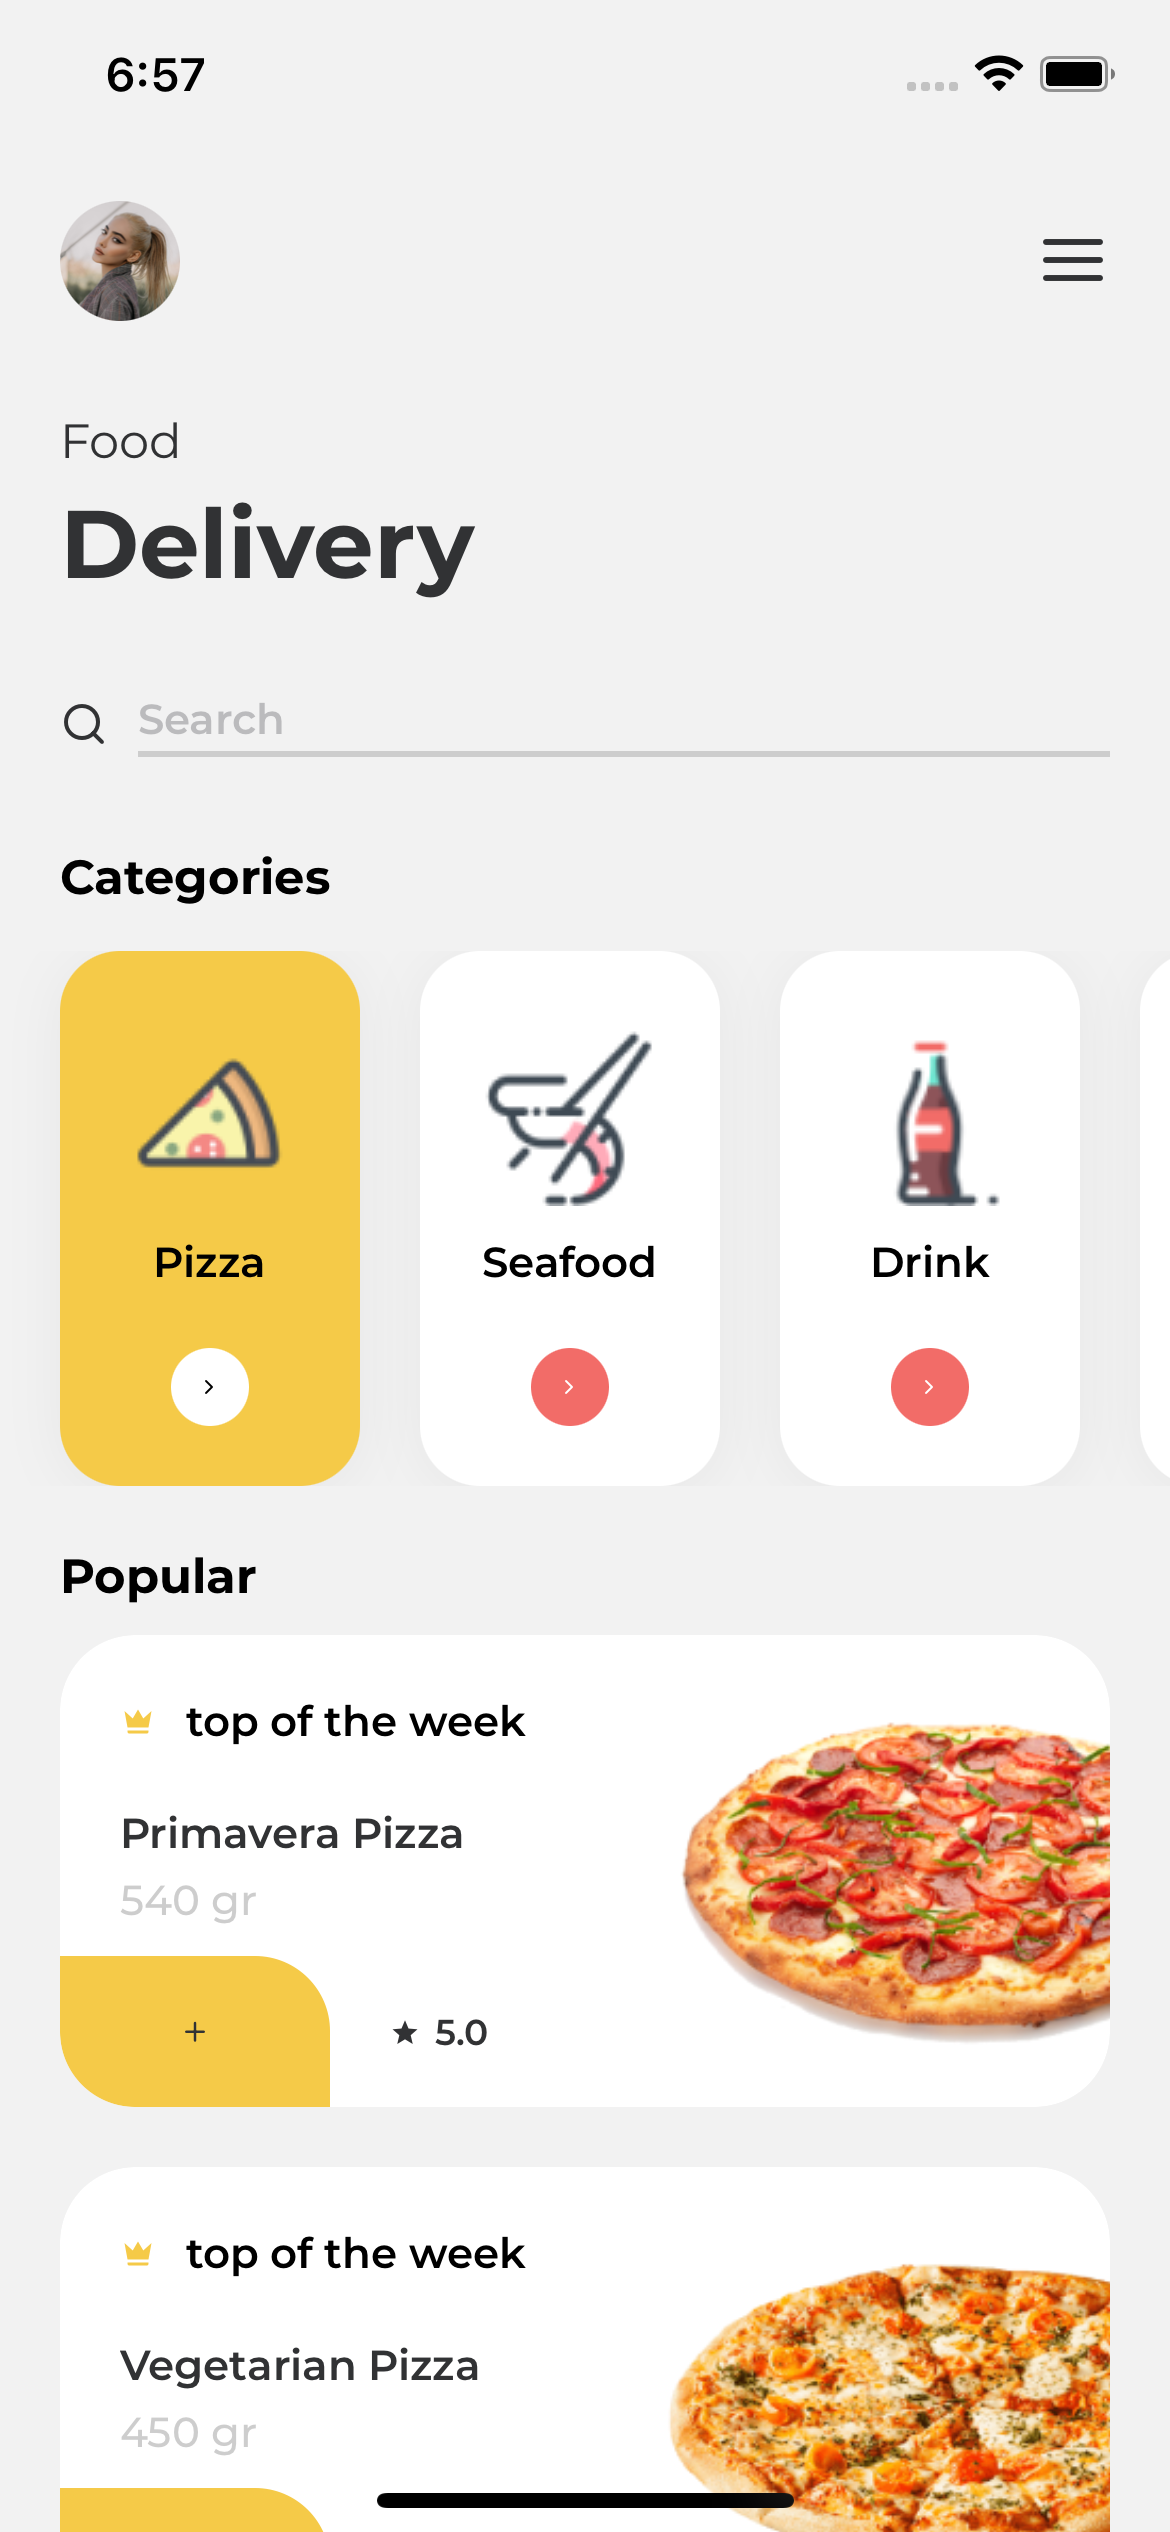 6:57
Food
Delivery
Search
Categories
Pizza
Seafood
Drink
Popular
top of the week
Primavera Pizza
540 gr
+
5.0
top of the week
Vegetarian Pizza
450 gr